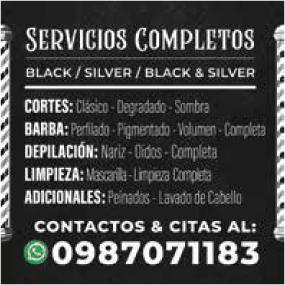 SERVICIOS COMPLETOS
BLACK / SILVER / BLACK & SILVER
CORTES: Clásico - Degradado - Sombra
BARBA: Perfilado - Pigmentado - Volumen - Completa
DEPILACIÓN: Nariz - Oidos - Completa
LIMPIEZA: Mascarilla - Limpieza Completa
ADICIONALES: Peinados - Lavado de Cabello
CONTACTOS & CITAS AL:
0987071183